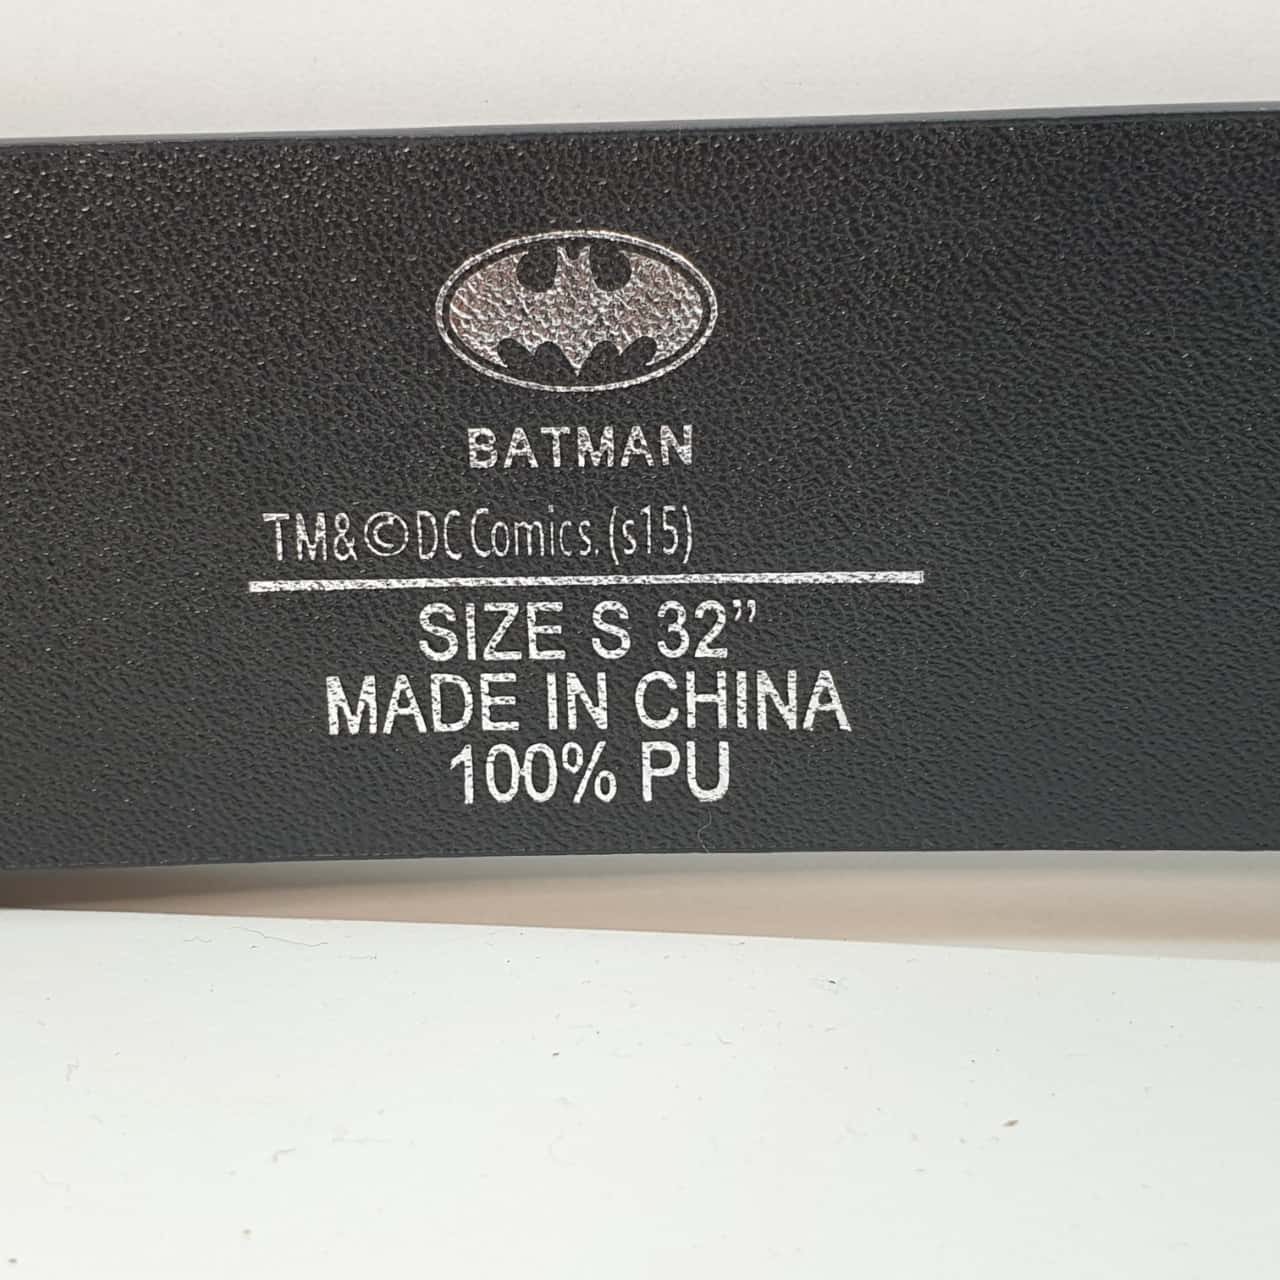 BATMAN
TM&©DC Comics. (s15)
SIZE S 32”
MADE IN CHINA
100% PU